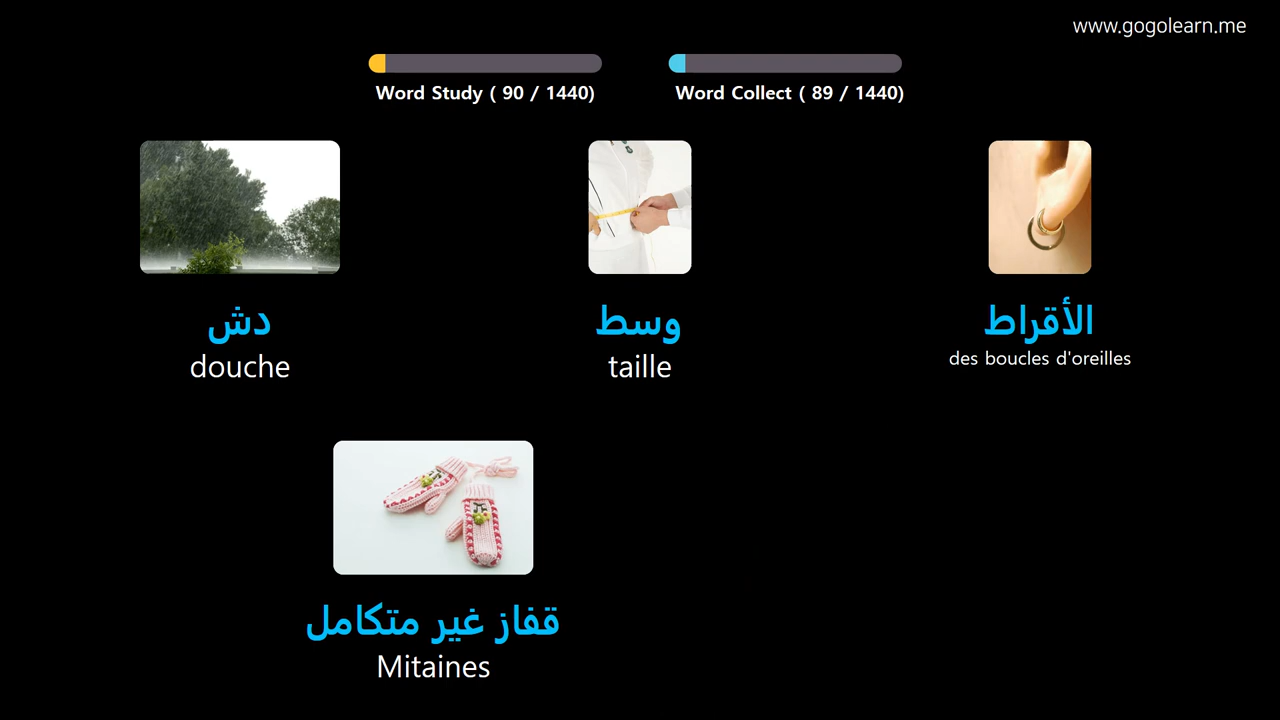 www.gogolearn.me
Word Study ( 90 / 1440)
Word Collect ( 89 / 1440)
دش
douche
وسط
taille
الأقراط
des boucles d'oreilles
قفاز غير متكامل
Mitaines